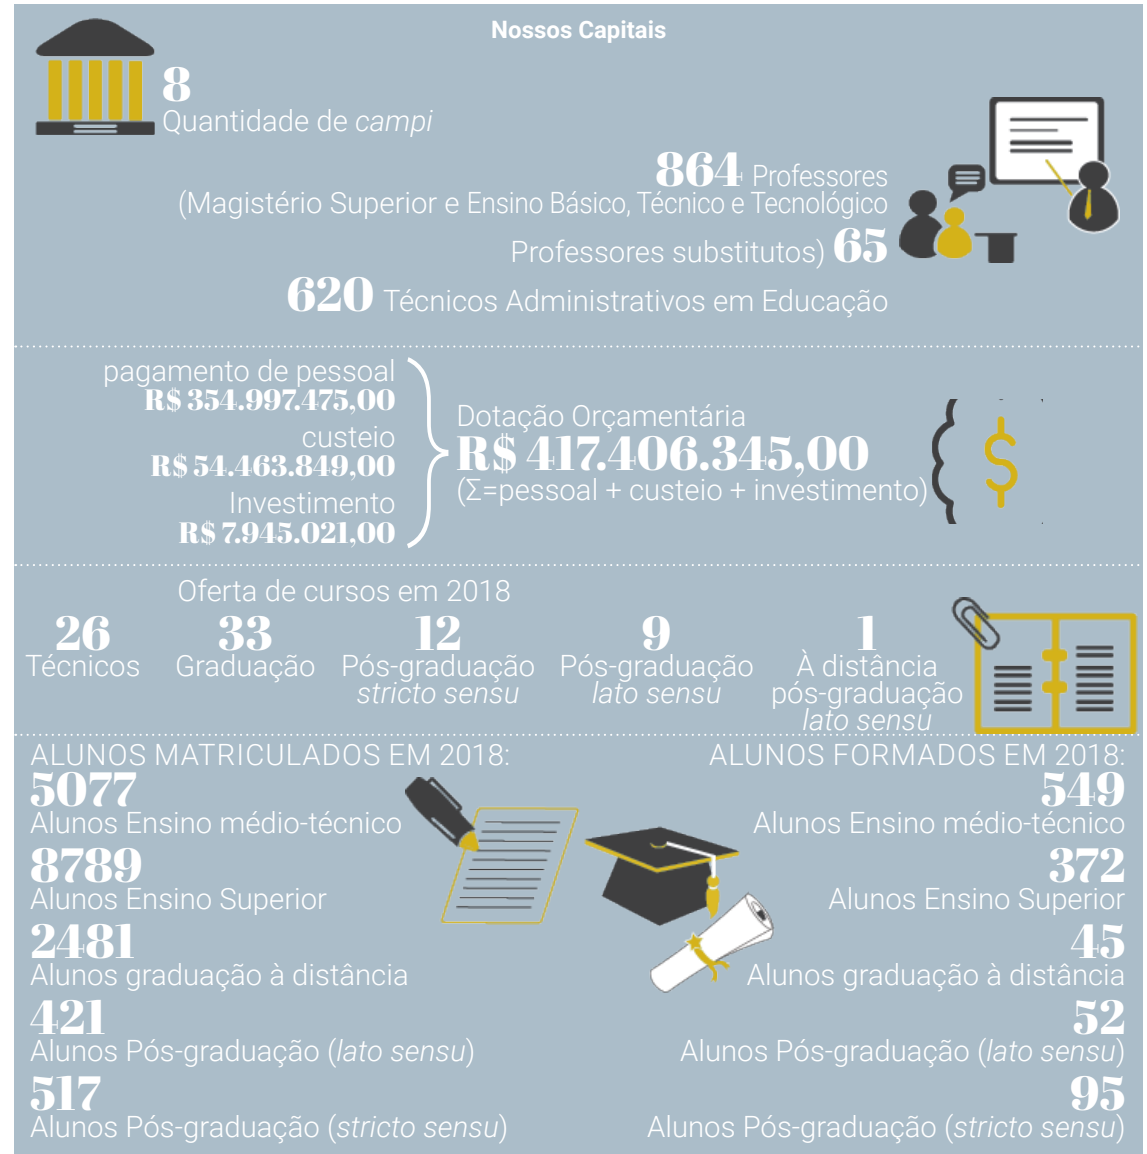 Nossos Capitais
8
Quantidade de campi
864 Professores
(Magistério Superior e Ensino Básico, Técnico e Tecnológico
Professores substitutos) 65
620 Técnicos Administrativos em Educação
pagamento de pessoal
R$ 354.997.475,00
custeio
R$ 54.463.849,00
Investimento
R$ 7.945.021,00
Dotação Orçamentária
R$ 417.406.345,00
(Σ=pessoal + custeio + investimento)
$
Oferta de cursos em 2018
26
Técnicos
33
Graduação
12
Pós-graduação
stricto sensu
9
Pós-graduação
lato sensu
1
À distância
pós-graduação
lato sensu
ALUNOS MATRICULADOS EM 2018:
5077
Alunos Ensino médio-técnico
8789
Alunos Ensino Superior
2481
Alunos graduação à distância
421
Alunos Pós-graduação (lato sensu)
517
Alunos Pós-graduação (stricto sensu)
ALUNOS FORMADOS EM 2018:
549
Alunos Ensino médio-técnico
372
Alunos Ensino Superior
45
Alunos graduação à distância
52
Alunos Pós-graduação (lato sensu)
95
Alunos Pós-graduação (stricto sensu)